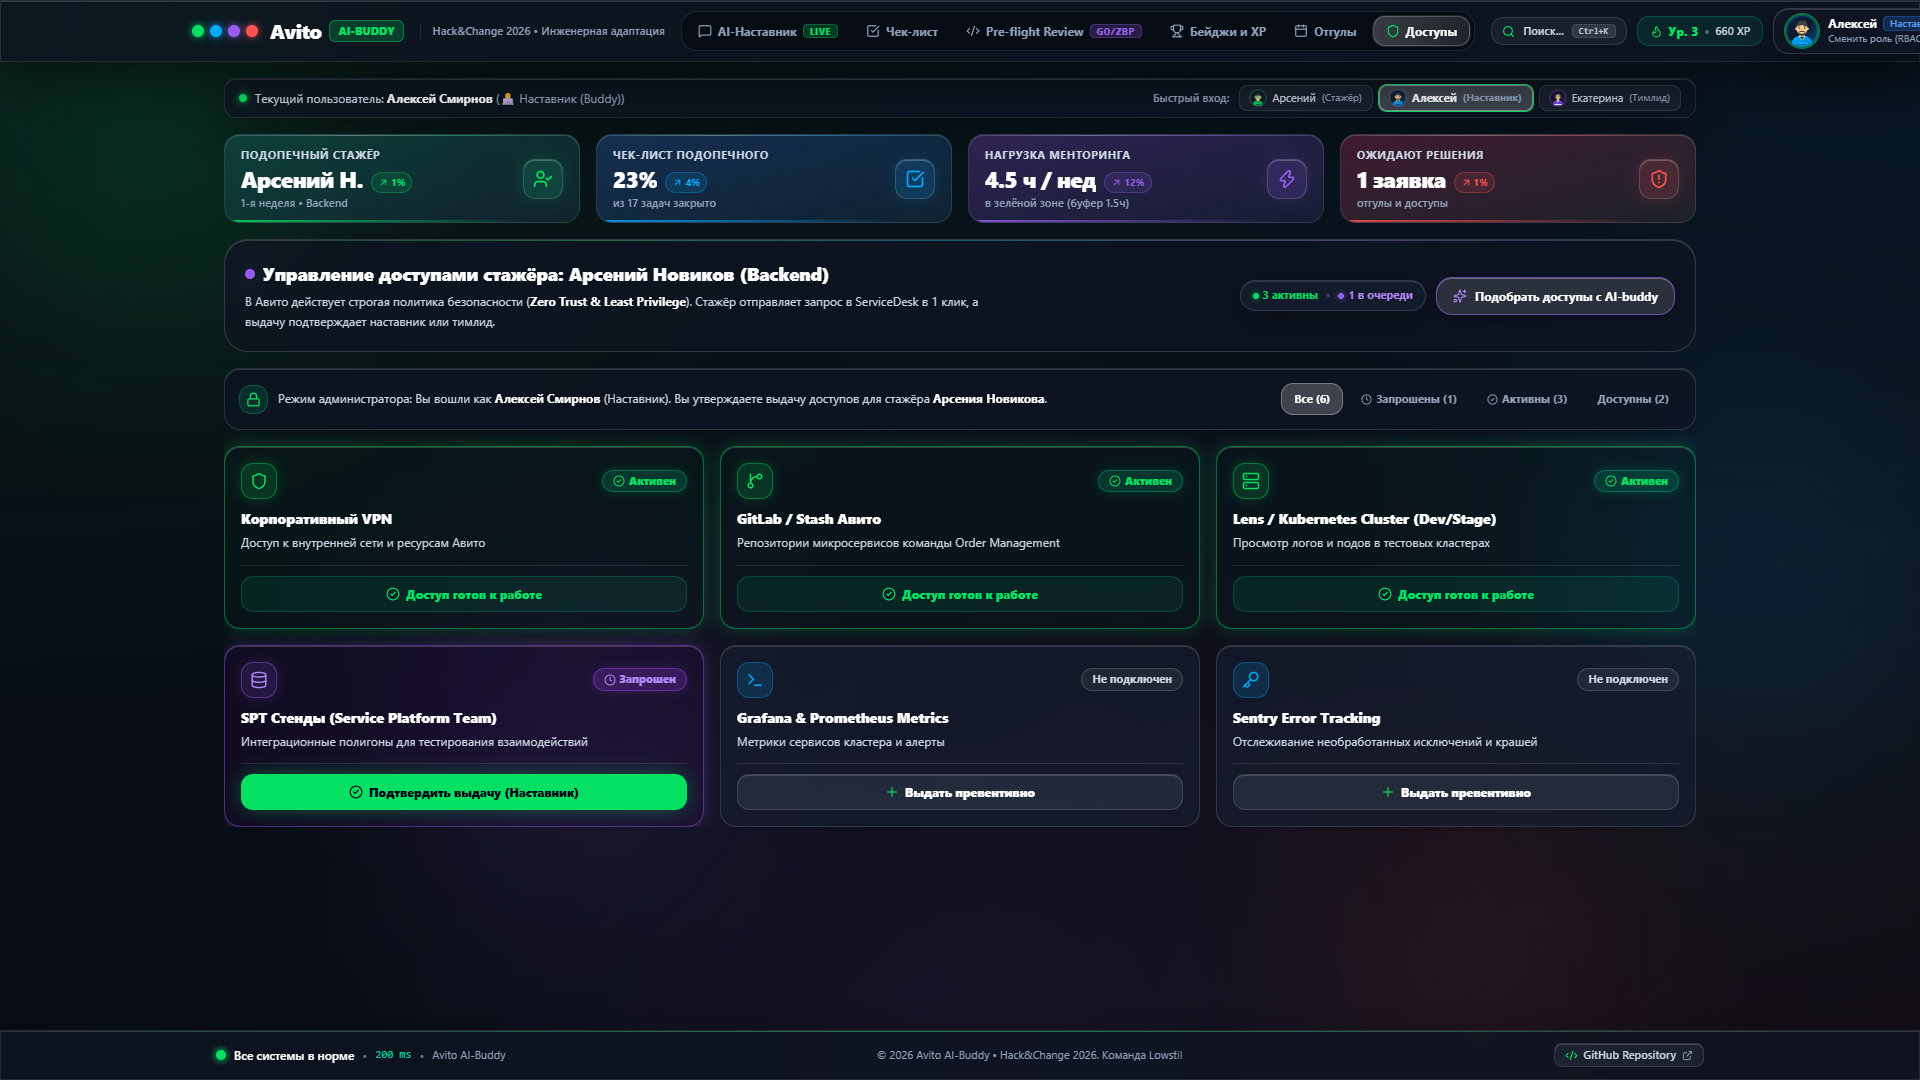 Avito AI-BUDDY Hack&Change 2026 • Инженерная адаптация AI-Наставник LIVE Чек-лист Pre-flight Review GO/ZBP Бейджи и XP Отгулы Доступы Поиск... Ctrl+K Ур. 3 • 660 XP Алексей
Сменить роль
Текущий пользователь: Алексей Смирнов ( Наставник (Buddy)) Быстрый вход: Арсений (Стажёр) Алексей (Наставник) Екатерина (Тимлид)
ПОДОПЕЧНЫЙ СТАЖЁР
Арсений Н. 1%
1-я неделя • Backend
ЧЕК-ЛИСТ ПОДОПЕЧНОГО
23% 4%
из 17 задач закрыто
НАГРУЗКА МЕНТОРИНГА
4.5 ч / нед 12%
в зелёной зоне (буфер 1.5ч)
ОЖИДАЮТ РЕШЕНИЯ
1 заявка 1%
отгулы и доступы
Управление доступами стажёра: Арсений Новиков (Backend)
В Авито действует строгая политика безопасности (Zero Trust & Least Privilege). Стажёр отправляет запрос в ServiceDesk в 1 клик, а
выдачу подтверждает наставник или тимлид.
3 активны • 1 в очереди Подобрать доступы с AI-buddy
Режим администратора: Вы вошли как Алексей Смирнов (Наставник). Вы утверждаете выдачу доступов для стажёра Арсения Новикова.
Все (6) Запрошены (1) Активны (3) Доступны (2)
Активен
Корпоративный VPN
Доступ к внутренней сети и ресурсам Авито
Доступ готов к работе
Активен
GitLab / Stash Авито
Репозитории микросервисов команды Order Management
Доступ готов к работе
Активен
Lens / Kubernetes Cluster (Dev/Stage)
Просмотр логов и подов в тестовых кластерах
Доступ готов к работе
Запрошен
SPT Стенды (Service Platform Team)
Интеграционные полигоны для тестирования взаимодействий
Подтвердить выдачу (Наставник)
Не подключен
Grafana & Prometheus Metrics
Метрики сервисов кластера и алерты
Выдать превентивно
Не подключен
Sentry Error Tracking
Отслеживание необработанных исключений и крашей
Выдать превентивно
Все системы в норме • 200 ms • Avito AI-Buddy © 2026 Avito AI-Buddy • Hack&Change 2026. Команда Lowstil GitHub Repository